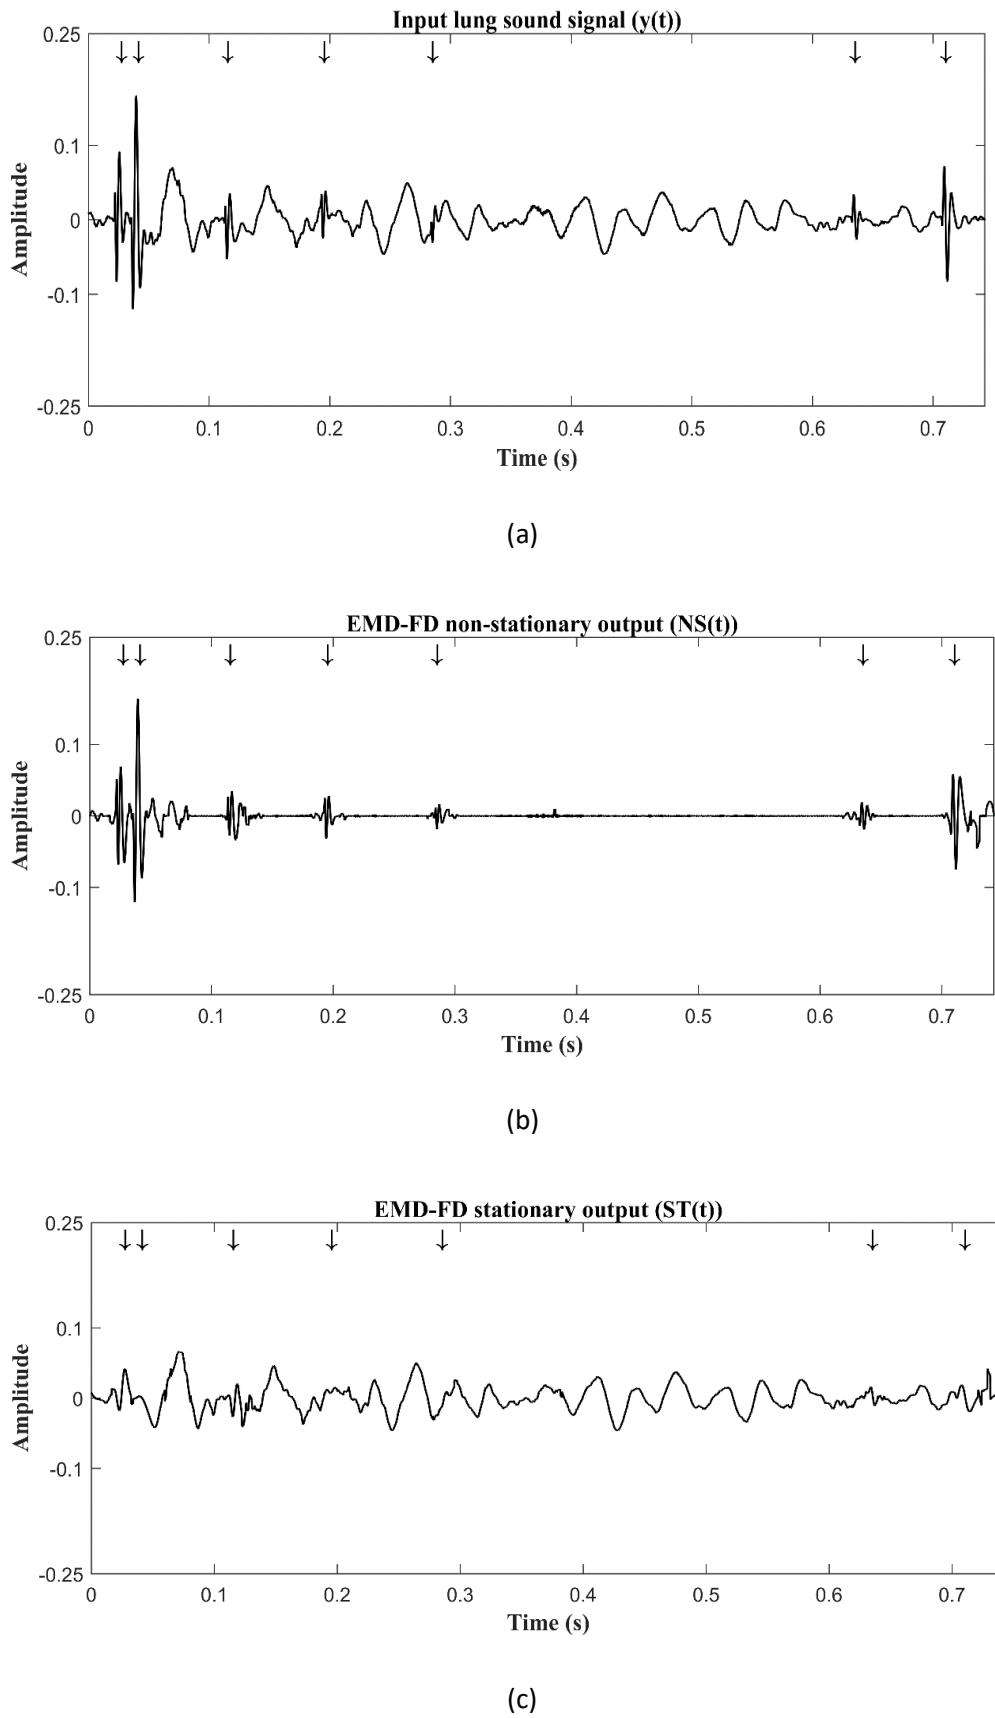 Input lung sound signal (y(t))
0.25
0.1
0
-0.1
-0.25
Amplitude
0 0.1 0.2 0.3 0.4 0.5 0.6 0.7
Time (s)
(a)
EMD-FD non-stationary output (NS(t))
0.25
0.1
0
-0.1
-0.25
Amplitude
0 0.1 0.2 0.3 0.4 0.5 0.6 0.7
Time (s)
(b)
EMD-FD stationary output (ST(t))
0.25
0.1
0
-0.1
-0.25
Amplitude
0 0.1 0.2 0.3 0.4 0.5 0.6 0.7
Time (s)
(c)